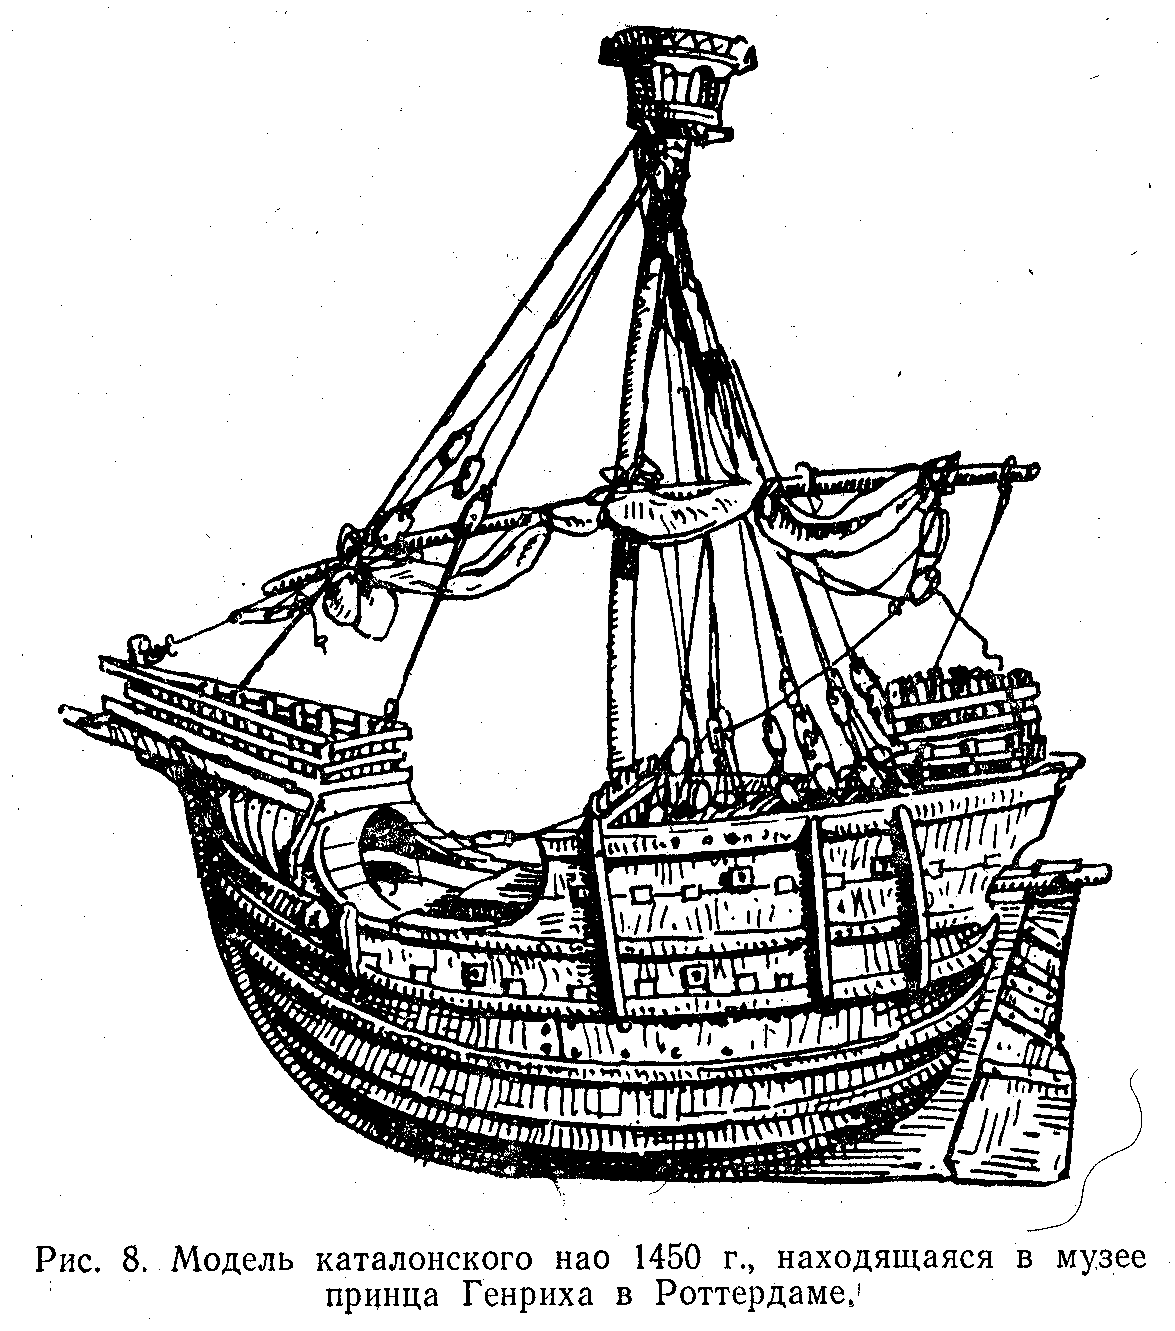 Рис. 8. Модель каталонского нао 1450 г., находящаяся в музее
принца Генриха в Роттердаме.